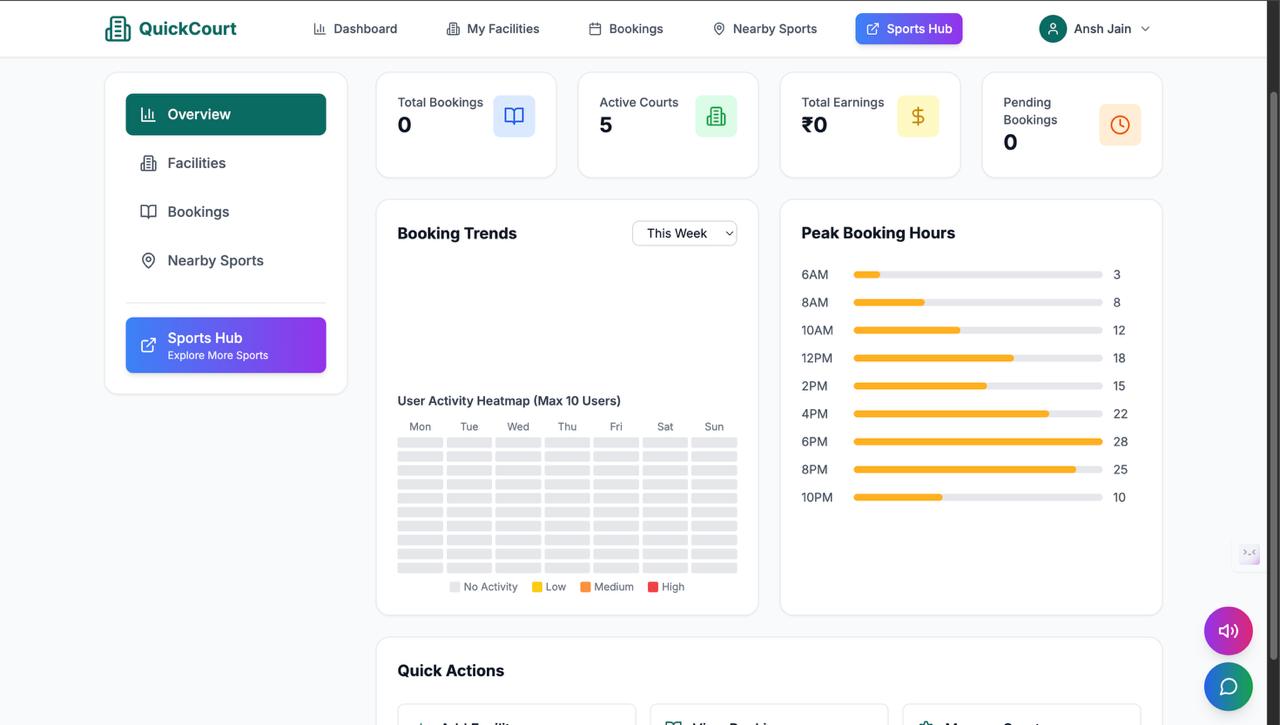 QuickCourt
Dashboard
My Facilities
Bookings
Nearby Sports
Sports Hub
Ansh Jain
Overview
Facilities
Bookings
Nearby Sports
Sports Hub
Explore More Sports
Total Bookings
0
Active Courts
5
Total Earnings
₹0
Pending
Bookings
0
Booking Trends
This Week
User Activity Heatmap (Max 10 Users)
Mon Tue Wed Thu Fri Sat Sun
No Activity Low Medium High
Peak Booking Hours
6AM 3
8AM 8
10AM 12
12PM 18
2PM 15
4PM 22
6PM 28
8PM 25
10PM 10
Quick Actions